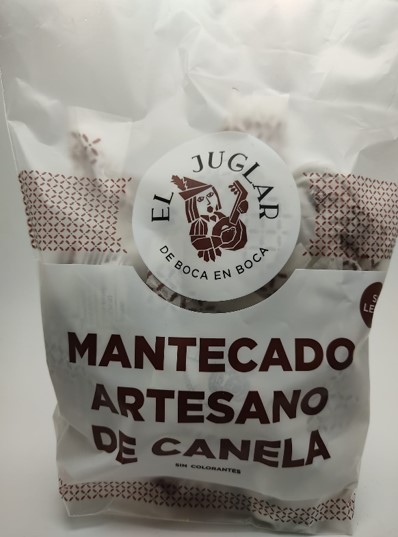 EL JUGLAR
DE BOCA EN BOCA
MANTECADO
ARTESANO
DE CANELA
SIN COLORANTES